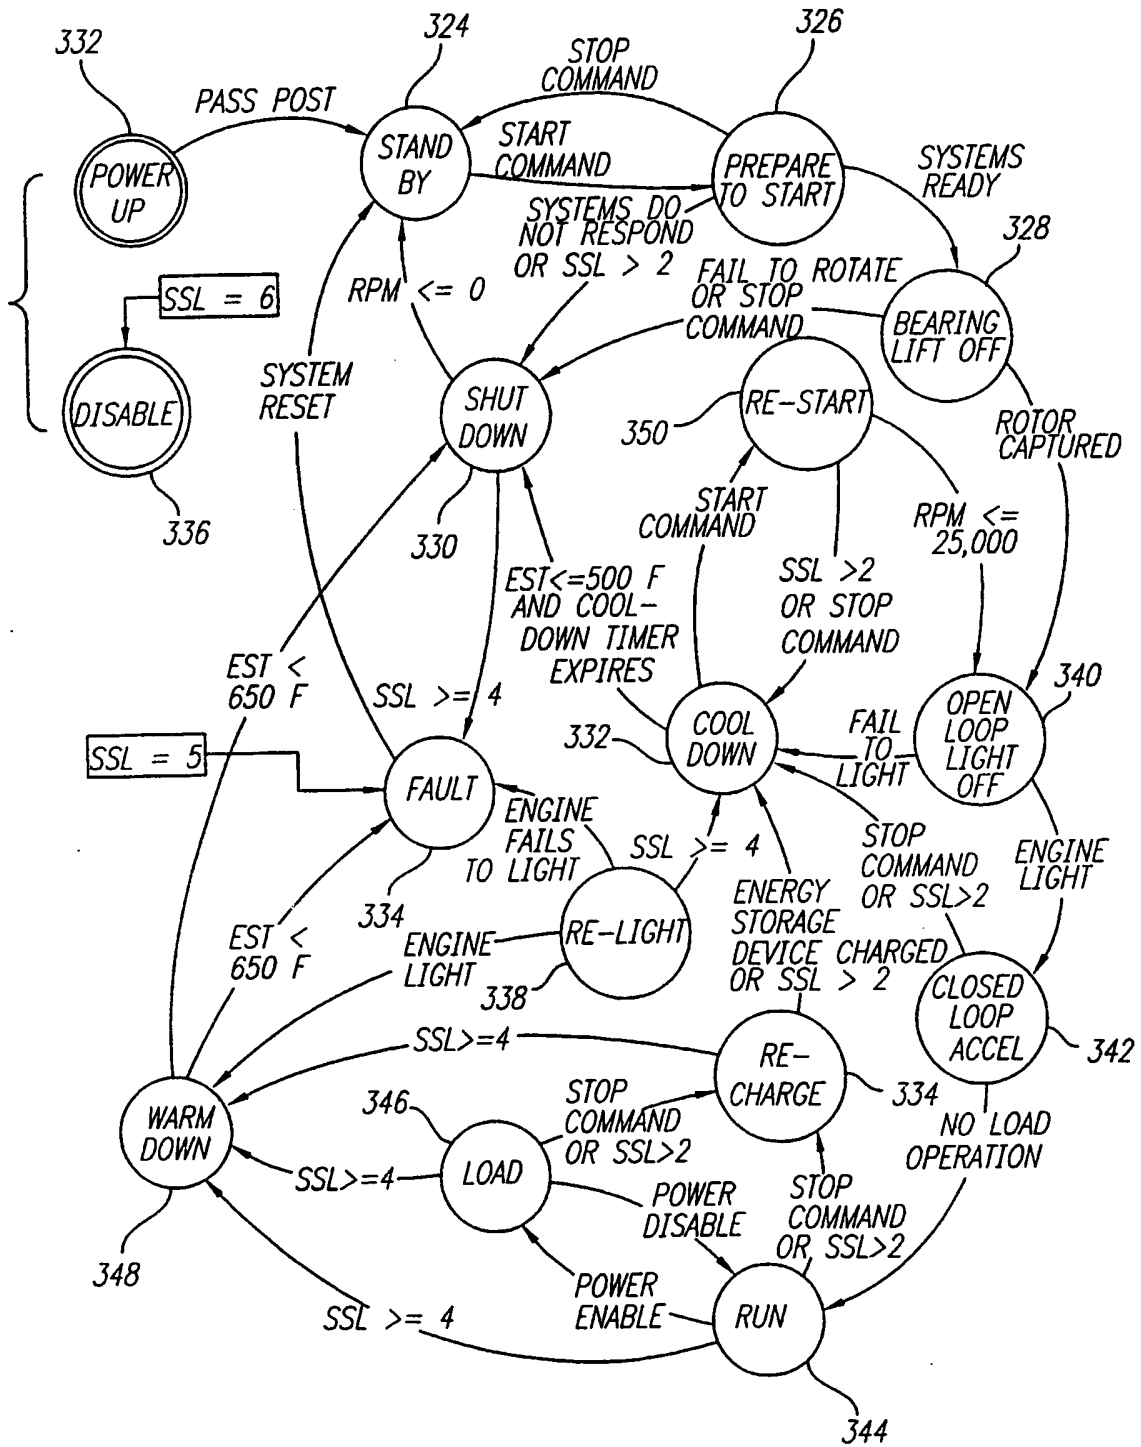 332
324
326
PASS POST
STOP
COMMAND
POWER
UP
STAND
BY
START
COMMAND
PREPARE
TO START
SYSTEMS
READY
328
SYSTEMS DO
NOT RESPOND
OR SSL > 2
FAIL TO ROTATE
OR STOP
COMMAND
BEARING
LIFT OFF
SSL = 6
RPM <= 0
DISABLE
336
SYSTEM
RESET
SHUT
DOWN
330
350
RE-START
ROTOR
CAPTURED
START
COMMAND
RPM <=
25,000
EST<=500 F
AND COOL-
DOWN TIMER
EXPIRES
SSL >2
OR STOP
COMMAND
EST <
650 F
SSL >= 4
332
COOL
DOWN
FAIL
TO
LIGHT
OPEN
LOOP
LIGHT
OFF
340
SSL = 5
FAULT
334
ENGINE
FAILS
TO LIGHT
SSL >= 4
STOP
COMMAND
OR SSL>2
ENGINE
LIGHT
EST <
650 F
ENGINE
LIGHT
RE-LIGHT
338
ENERGY
STORAGE
DEVICE CHARGED
OR SSL > 2
CLOSED
LOOP
ACCEL
342
SSL>=4
RE-
CHARGE
334
WARM
DOWN
348
346
LOAD
STOP
COMMAND
OR SSL>2
NO LOAD
OPERATION
SSL>=4
POWER
DISABLE
STOP
COMMAND
OR SSL>2
POWER
ENABLE
RUN
SSL >= 4
344